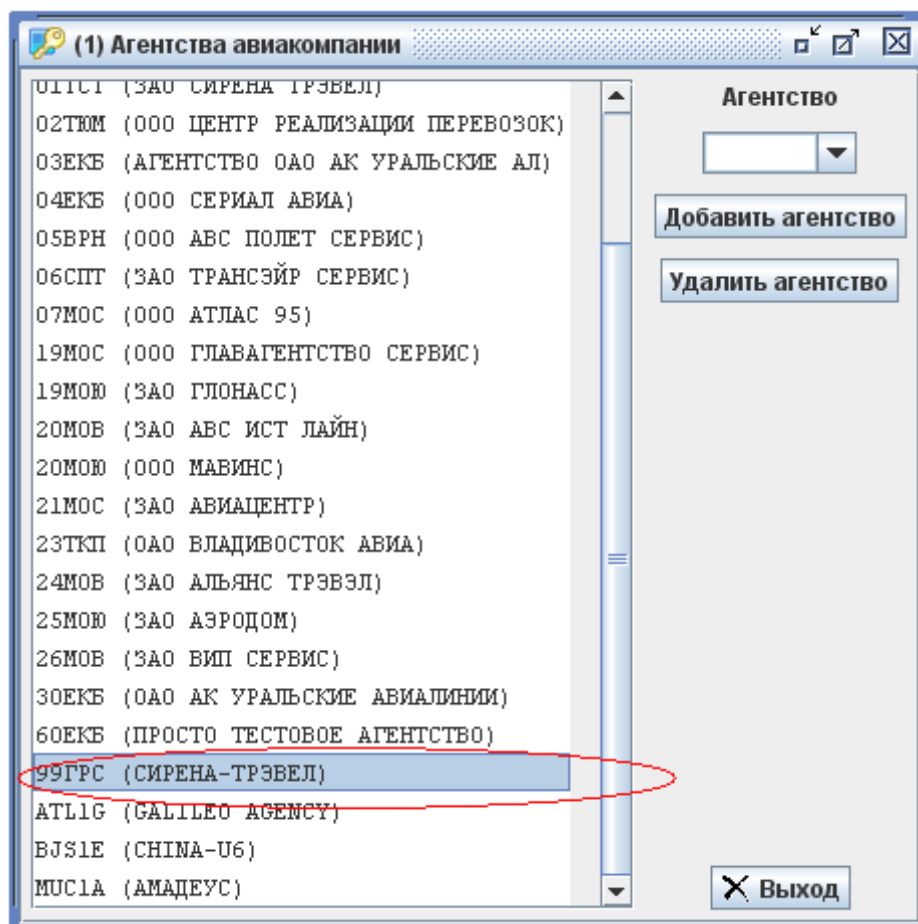 (1) Агентства авиакомпании
01ТСТ (ЗАО СИРЕНА ТРЭВЕЛ)
02ТЮМ (ООО ЦЕНТР РЕАЛИЗАЦИИ ПЕРЕВОЗОК)
03ЕКБ (АГЕНТСТВО ОАО АК УРАЛЬСКИЕ АЛ)
04ЕКБ (ООО СЕРИАЛ АВИА)
05ВРН (ООО АВС ПОЛЕТ СЕРВИС)
06СПТ (ЗАО ТРАНСЭЙР СЕРВИС)
07МОС (ООО АТЛАС 95)
19МОС (ООО ГЛАВАГЕНТСТВО СЕРВИС)
19МОЮ (ЗАО ГЛОНАСС)
20МОВ (ЗАО АВС ИСТ ЛАЙН)
20МОЮ (ООО МАВИНС)
21МОС (ЗАО АВИАЦЕНТР)
23ТКП (ОАО ВЛАДИВОСТОК АВИА)
24МОВ (ЗАО АЛЬЯНС ТРЭВЭЛ)
25МОЮ (ЗАО АЭРОДОМ)
26МОВ (ЗАО ВИП СЕРВИС)
30ЕКБ (ОАО АК УРАЛЬСКИЕ АВИАЛИНИИ)
60ЕКБ (ПРОСТО ТЕСТОВОЕ АГЕНТСТВО)
99ГРС (СИРЕНА-ТРЭВЕЛ)
ATL1G (GALILEO AGENCY)
BJS1E (CHINA-U6)
MUC1A (АМАДЕУС)
Агентство
Добавить агентство
Удалить агентство
Выход